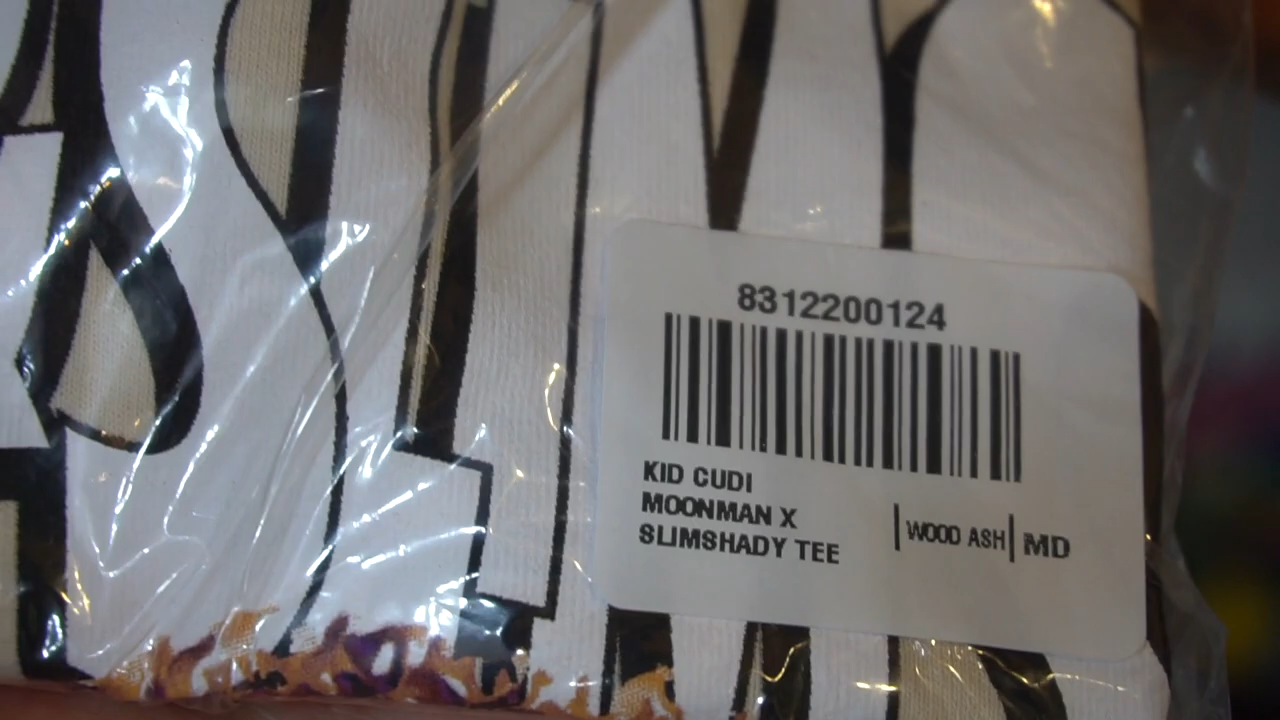 8312200124
KID CUDI
MOONMAN X
SLIMSHADY TEE
WOOD ASH
MD